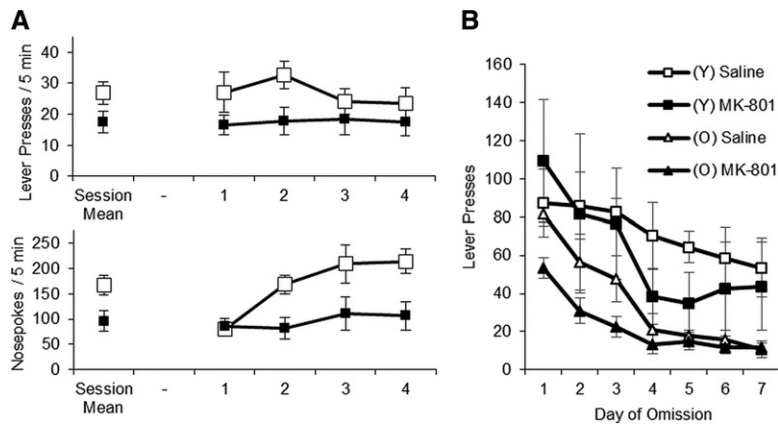 A
Lever Presses / 5 min
40
30
20
10
0
Session Mean - 1 2 3 4
Nosepokes / 5 min
250
200
150
100
50
0
Session Mean - 1 2 3 4
B
Lever Presses
160
140
120
100
80
60
40
20
0
(Y) Saline
(Y) MK-801
(O) Saline
(O) MK-801
1 2 3 4 5 6 7
Day of Omission